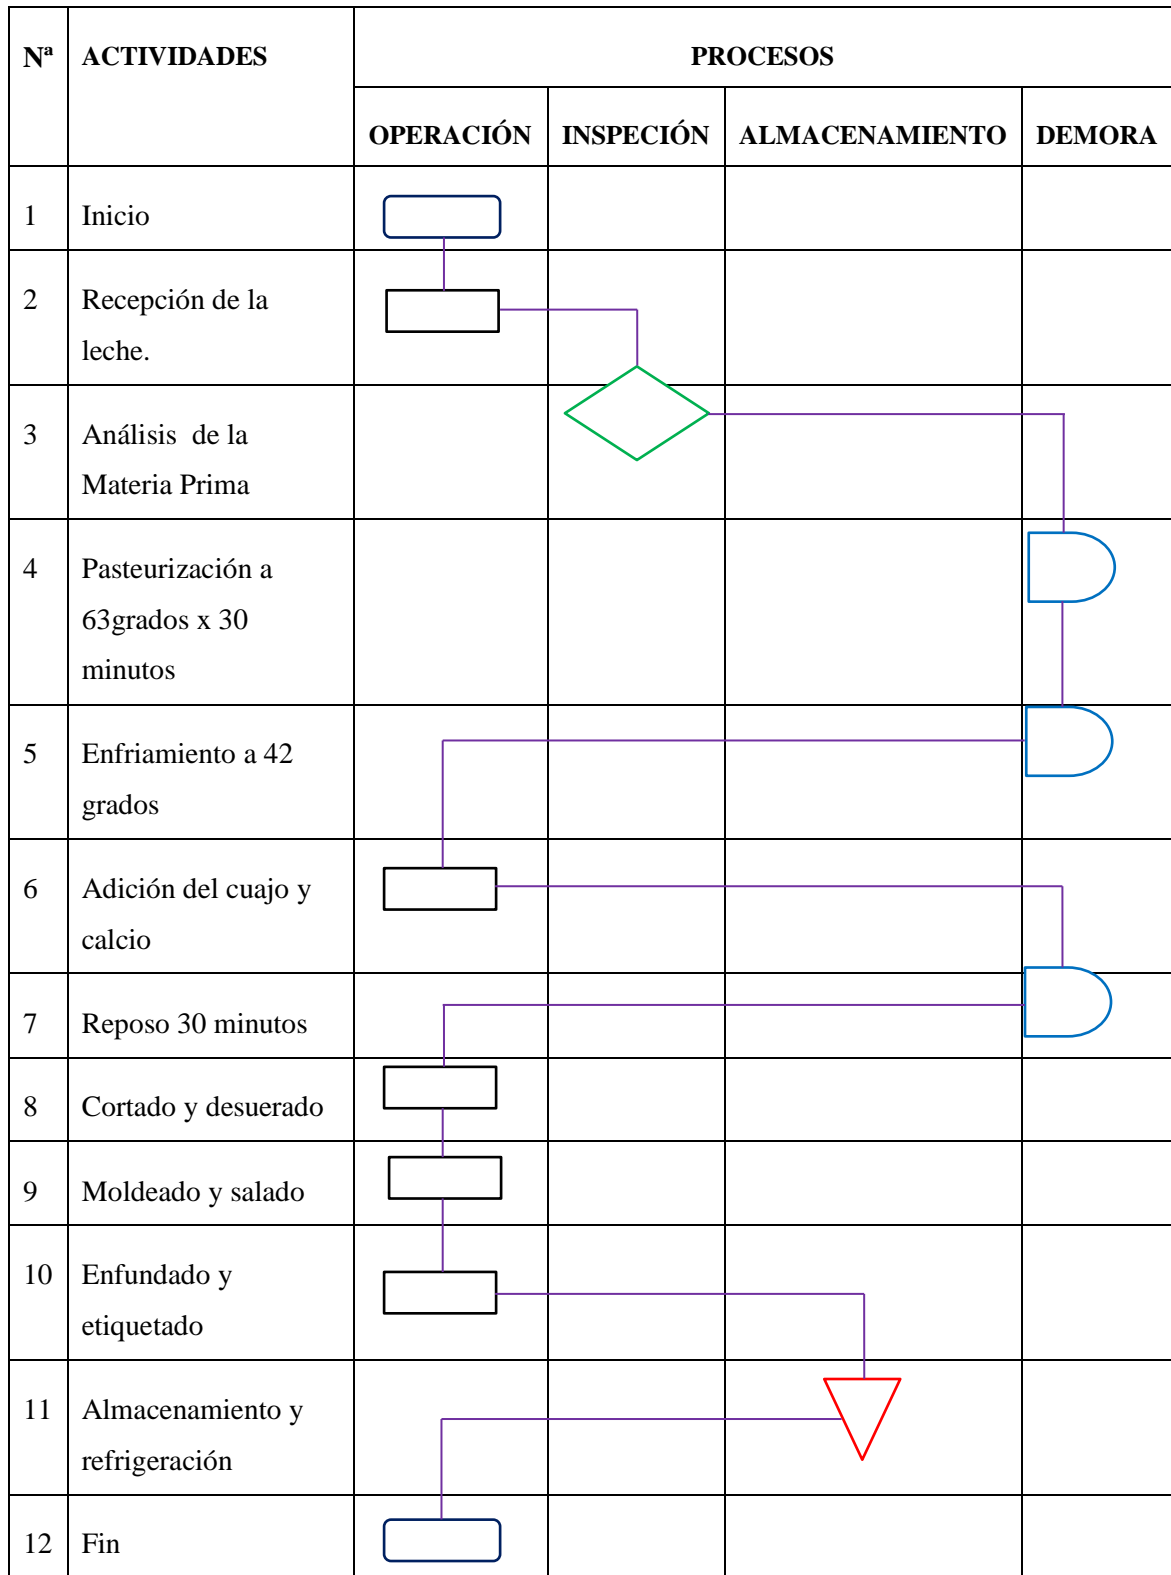 Nª ACTIVIDADES PROCESOS
OPERACIÓN INSPECIÓN ALMACENAMIENTO DEMORA
1 Inicio
2 Recepción de la
leche.
3 Análisis de la
Materia Prima
4 Pasteurización a
63grados x 30
minutos
5 Enfriamiento a 42
grados
6 Adición del cuajo y
calcio
7 Reposo 30 minutos
8 Cortado y desuerado
9 Moldeado y salado
10 Enfundado y
etiquetado
11 Almacenamiento y
refrigeración
12 Fin